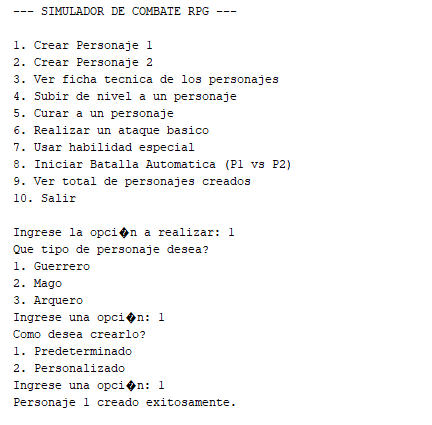 --- SIMULADOR DE COMBATE RPG ---
1. Crear Personaje 1
2. Crear Personaje 2
3. Ver ficha tecnica de los personajes
4. Subir de nivel a un personaje
5. Curar a un personaje
6. Realizar un ataque basico
7. Usar habilidad especial
8. Iniciar Batalla Automatica (P1 vs P2)
9. Ver total de personajes creados
10. Salir
Ingrese la opci�n a realizar: 1
Que tipo de personaje desea?
1. Guerrero
2. Mago
3. Arquero
Ingrese una opci�n: 1
Como desea crearlo?
1. Predeterminado
2. Personalizado
Ingrese una opci�n: 1
Personaje 1 creado exitosamente.